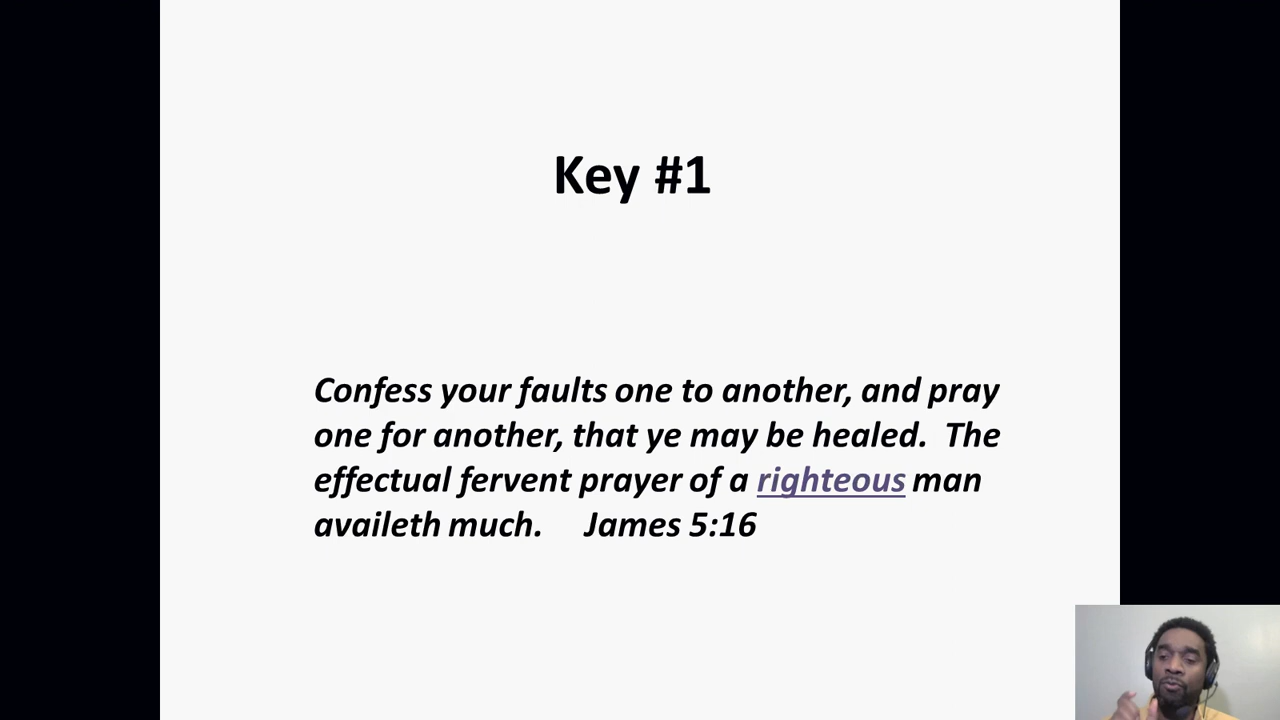 Key #1
Confess your faults one to another, and pray
one for another, that ye may be healed.  The
effectual fervent prayer of a righteous man
availeth much.    James 5:16